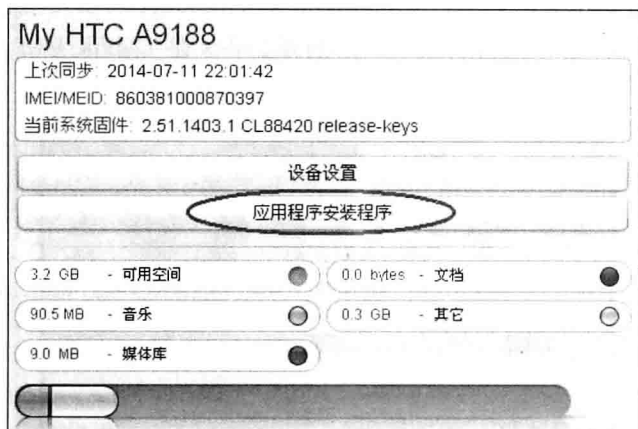 My HTC A9188
上次同步: 2014-07-11 22:01:42
IMEI/MEID: 860381000870397
当前系统固件: 2.51.1403.1 CL88420 release-keys
设备设置
应用程序安装程序
3.2 GB - 可用空间
0.0 bytes - 文档
90.5 MB - 音乐
0.3 GB - 其它
9.0 MB - 媒体库